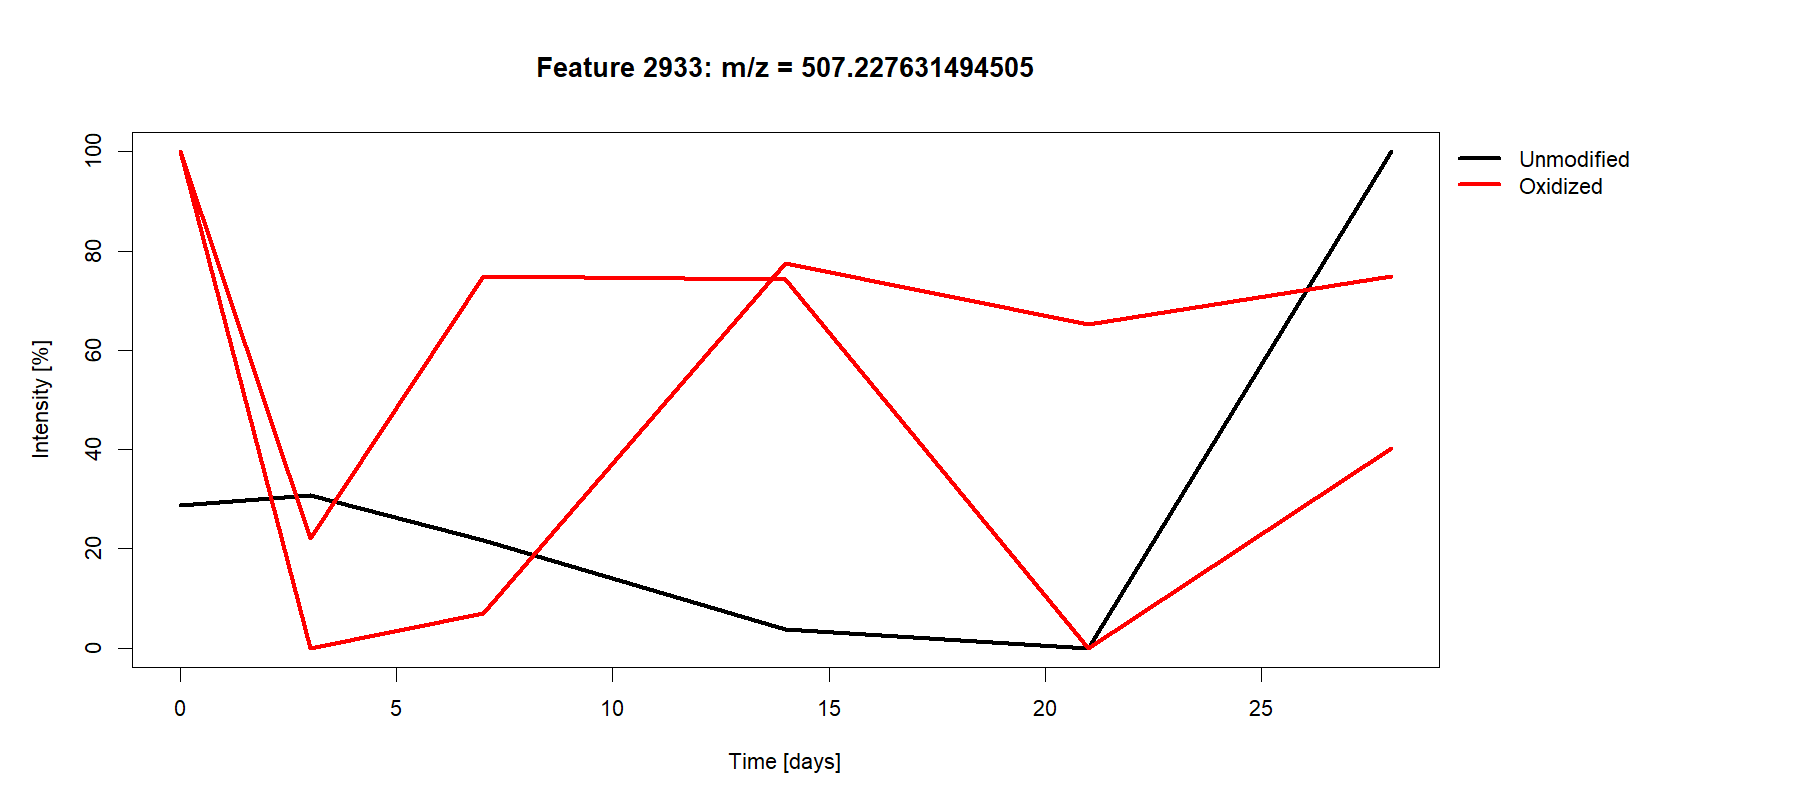 Feature 2933: m/z = 507.227631494505
Unmodified
Oxidized
Intensity [%]
100
80
60
40
20
0
0 5 10 15 20 25
Time [days]